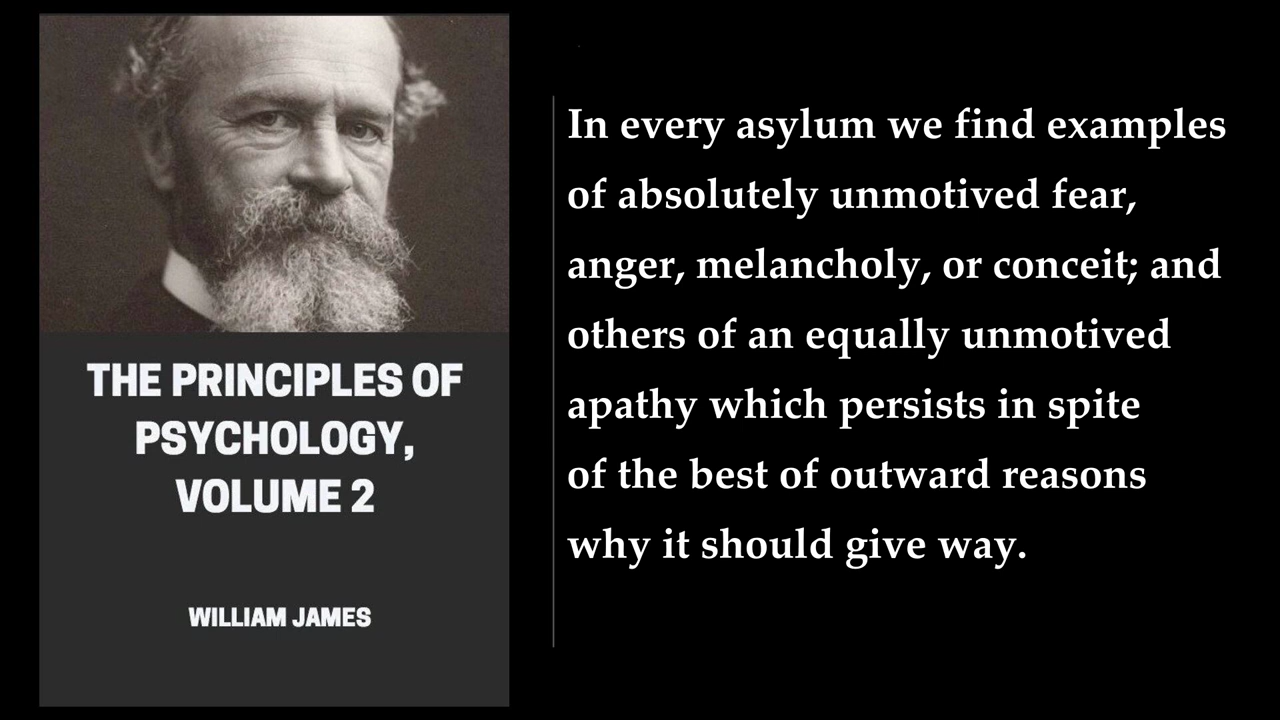 THE PRINCIPLES OF
PSYCHOLOGY,
VOLUME 2
WILLIAM JAMES
In every asylum we find examples
of absolutely unmotived fear,
anger, melancholy, or conceit; and
others of an equally unmotived
apathy which persists in spite
of the best of outward reasons
why it should give way.